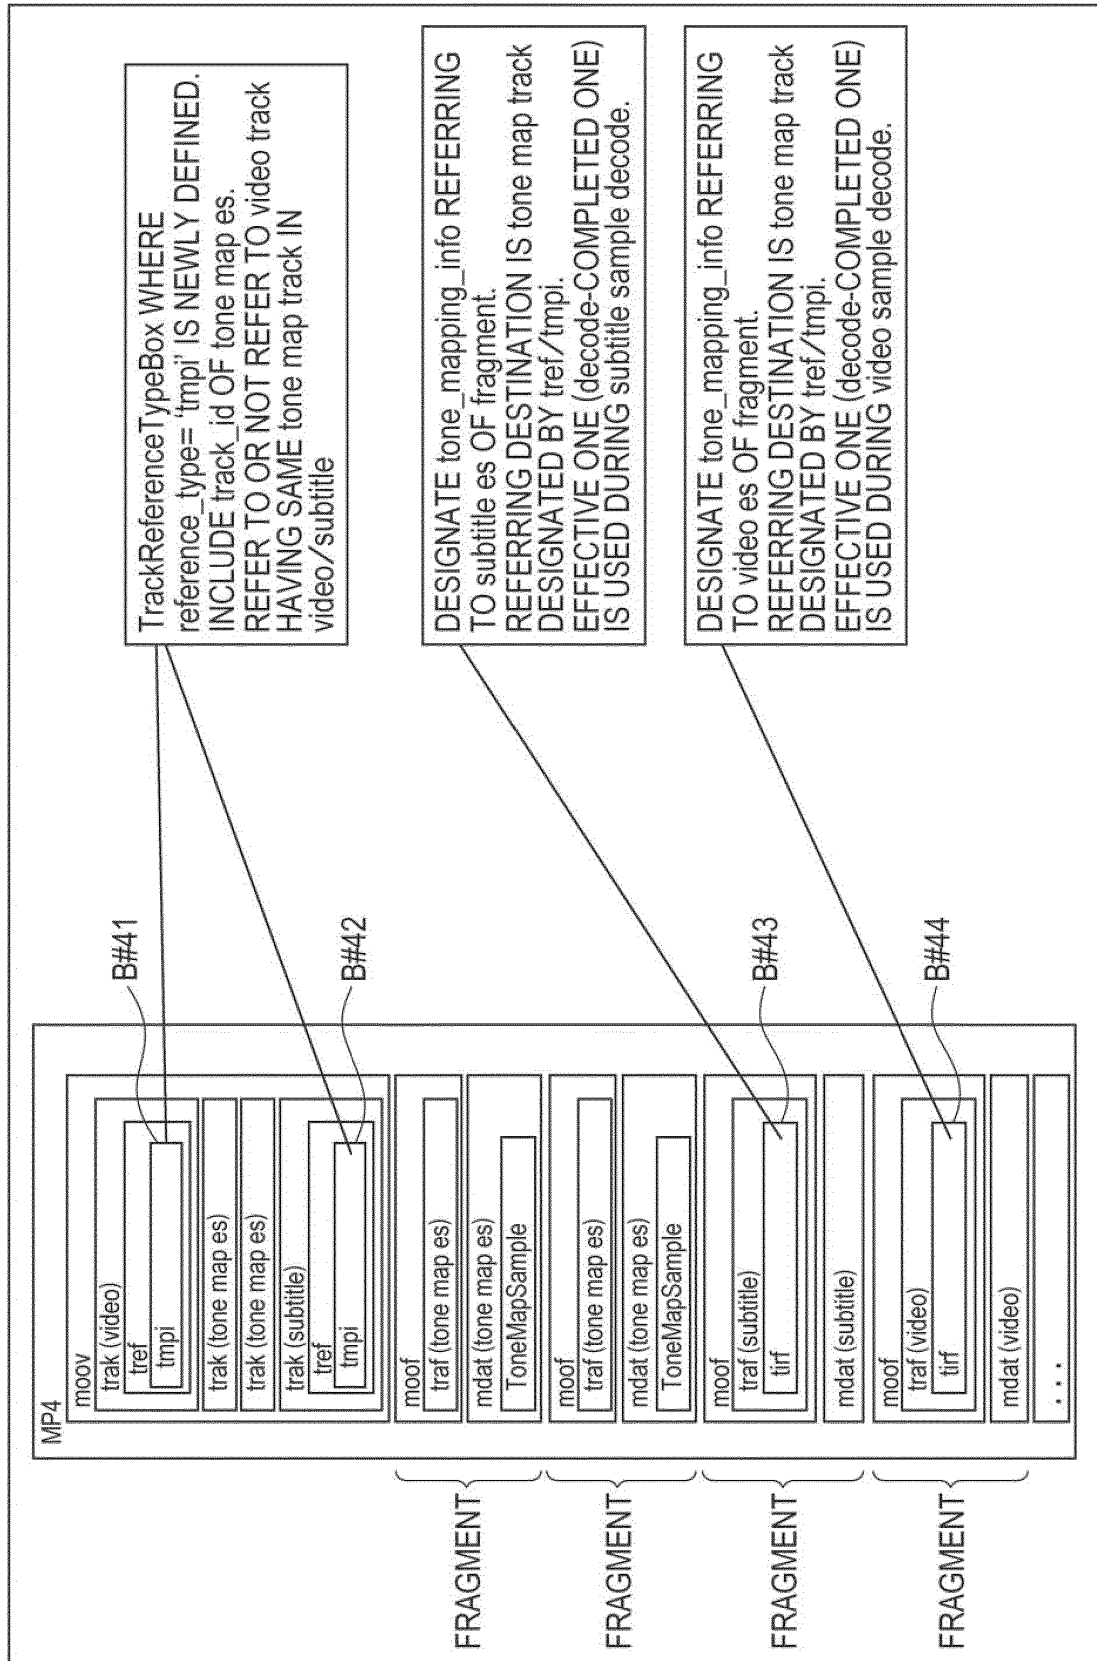 MP4
moov
trak (video)
tref
tmpi
B#41
trak (tone map es)
trak (tone map es)
trak (subtitle)
tref
tmpi
B#42
TrackReferenceTypeBox WHERE
reference_type= 'tmpi' IS NEWLY DEFINED.
INCLUDE track_id OF tone map es.
REFER TO OR NOT REFER TO video track
HAVING SAME tone map track IN
video/subtitle
FRAGMENT
moof
traf (tone map es)
mdat (tone map es)
ToneMapSample
FRAGMENT
moof
traf (tone map es)
mdat (tone map es)
ToneMapSample
FRAGMENT
moof
traf (subtitle)
tirf
B#43
mdat (subtitle)
DESIGNATE tone_mapping_info REFERRING
TO subtitle es OF fragment.
REFERRING DESTINATION IS tone map track
DESIGNATED BY tref/tmpi.
EFFECTIVE ONE (decode-COMPLETED ONE)
IS USED DURING subtitle sample decode.
FRAGMENT
moof
traf (video)
tirf
B#44
mdat (video)
...
DESIGNATE tone_mapping_info REFERRING
TO video es OF fragment.
REFERRING DESTINATION IS tone map track
DESIGNATED BY tref/tmpi.
EFFECTIVE ONE (decode-COMPLETED ONE)
IS USED DURING video sample decode.